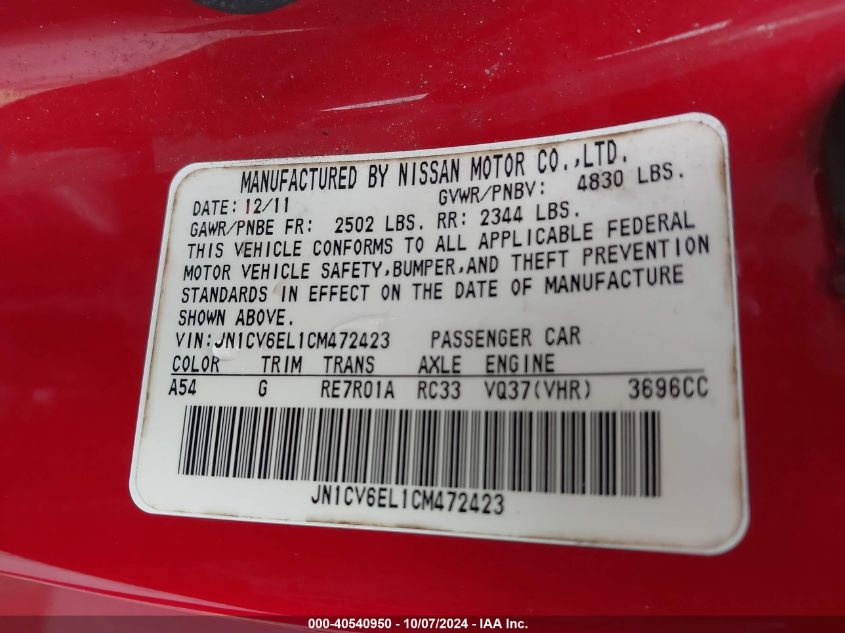 MANUFACTURED BY NISSAN MOTOR CO.,LTD.
DATE: 12/11 GVWR/PNBV: 4830 LBS.
GAWR/PNBE FR: 2502 LBS. RR: 2344 LBS.
THIS VEHICLE CONFORMS TO ALL APPLICABLE FEDERAL
MOTOR VEHICLE SAFETY,BUMPER,AND THEFT PREVENTION
STANDARDS IN EFFECT ON THE DATE OF MANUFACTURE
SHOWN ABOVE.
VIN:JN1CV6EL1CM472423 PASSENGER CAR
COLOR TRIM TRANS AXLE ENGINE
A54 G RE7R01A RC33 VQ37(VHR) 3696CC
JN1CV6EL1CM472423
000-40540950 - 10/07/2024 - IAA Inc.